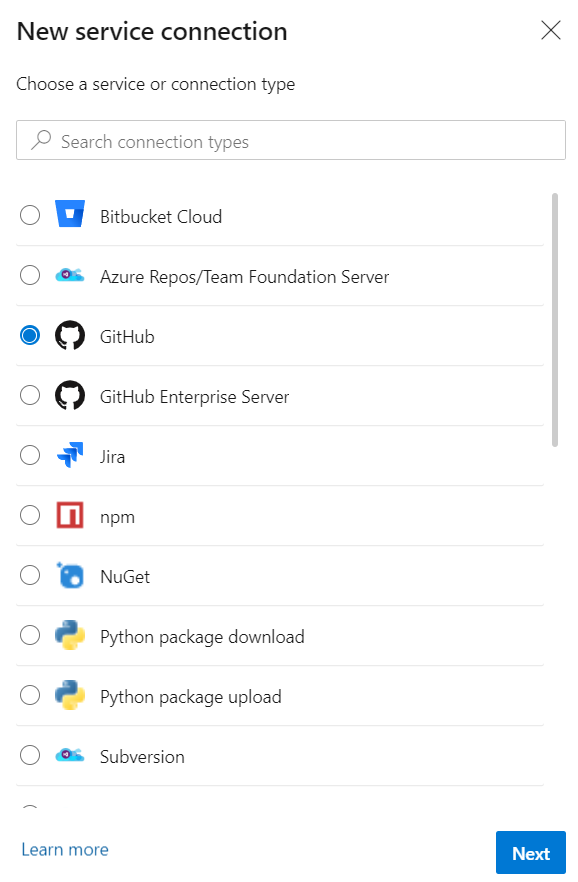 New service connection
Choose a service or connection type
Search connection types
Bitbucket Cloud
Azure Repos/Team Foundation Server
GitHub
GitHub Enterprise Server
Jira
npm
NuGet
Python package download
Python package upload
Subversion
Learn more
Next